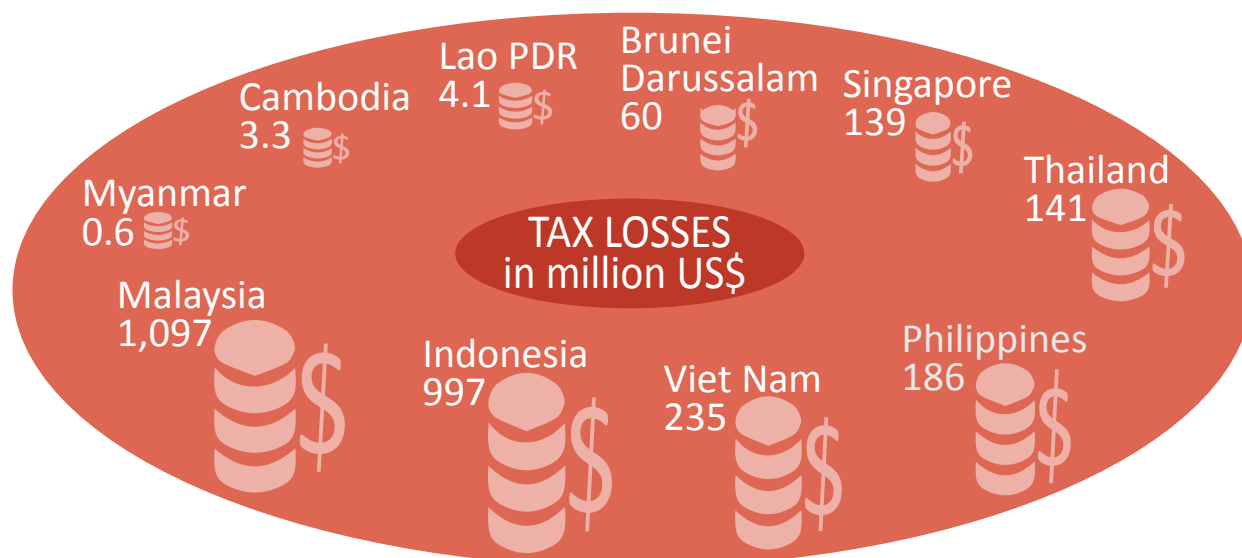 TAX LOSSES
in million US$
Myanmar
0.6
Cambodia
3.3
Lao PDR
4.1
Brunei
Darussalam
60
Singapore
139
Thailand
141
Philippines
186
Viet Nam
235
Indonesia
997
Malaysia
1,097